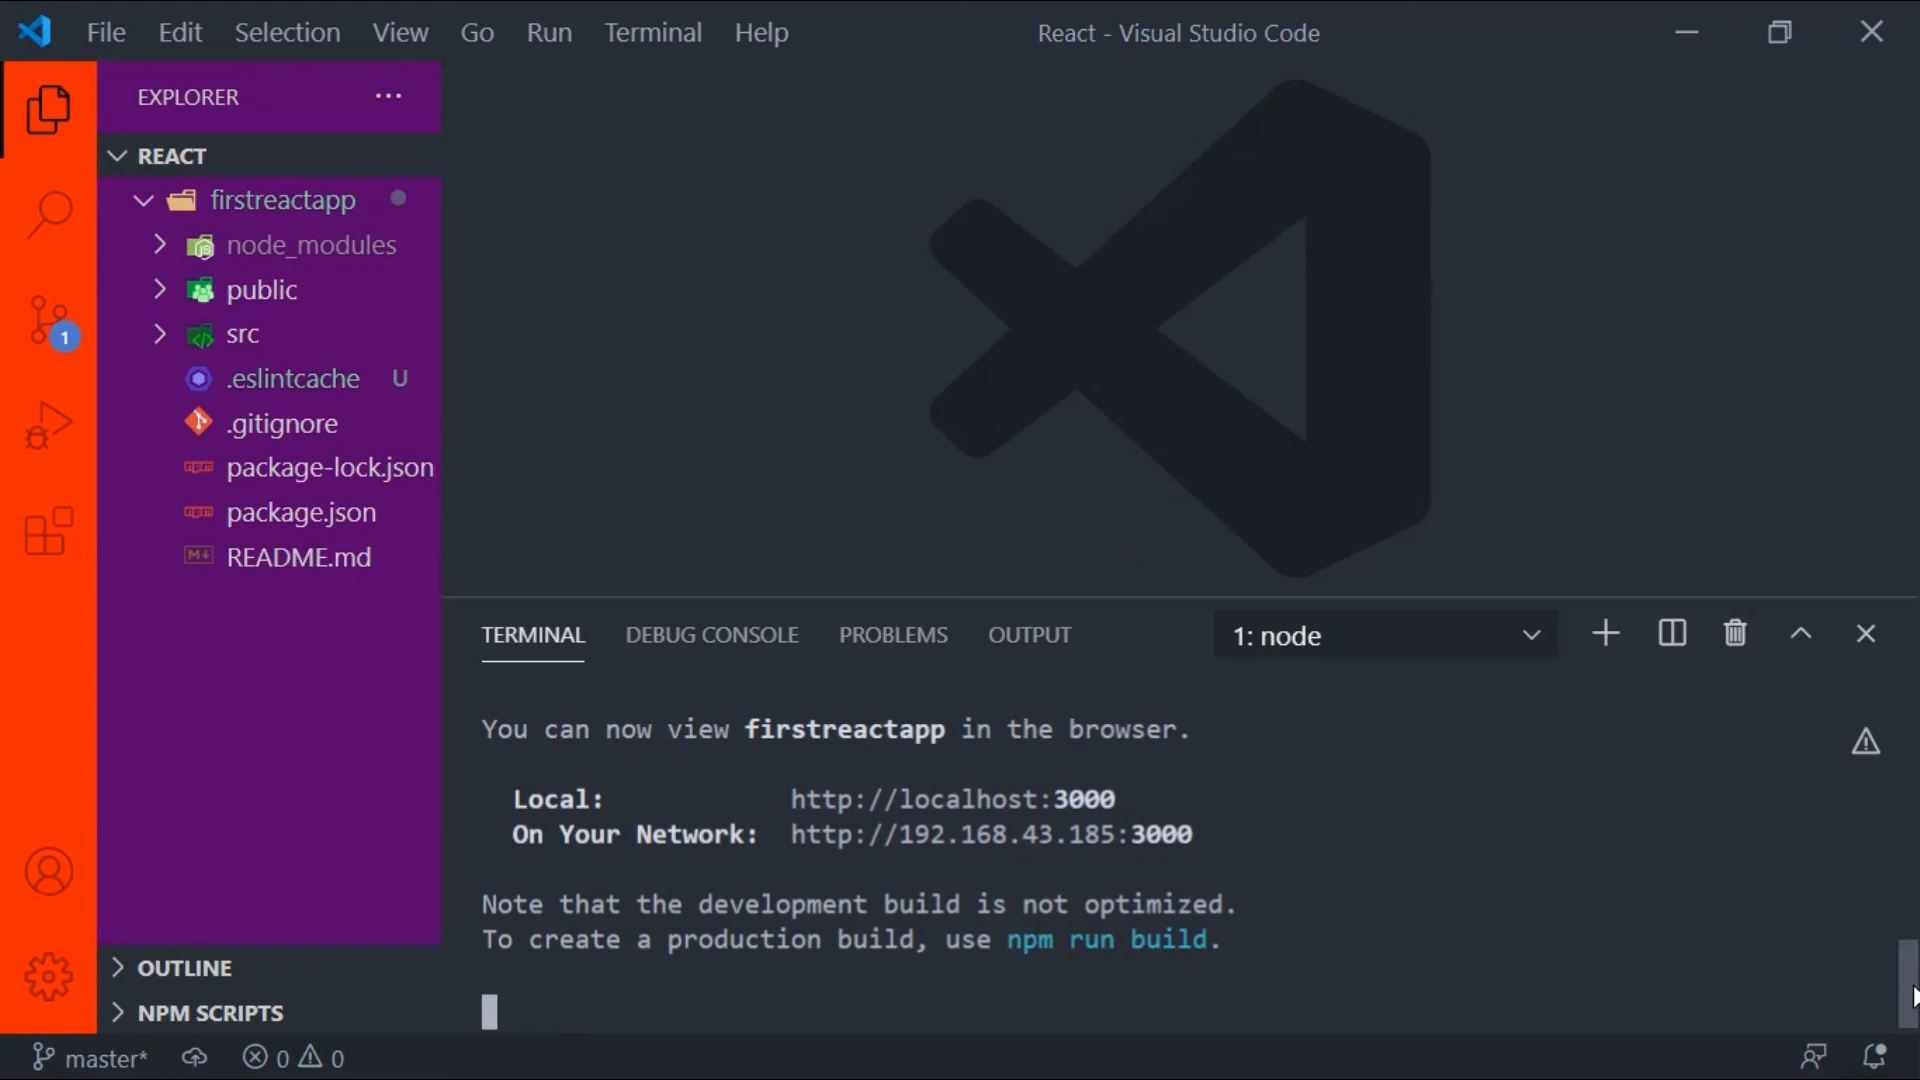 File Edit Selection View Go Run Terminal Help React - Visual Studio Code
EXPLORER ···
REACT
firstreactapp
node_modules
public
src
.eslintcache U
.gitignore
package-lock.json
package.json
README.md
OUTLINE
NPM SCRIPTS
1
TERMINAL DEBUG CONSOLE PROBLEMS OUTPUT 1: node
You can now view firstreactapp in the browser.
Local: http://localhost:3000
On Your Network: http://192.168.43.185:3000
Note that the development build is not optimized.
To create a production build, use npm run build.
master* 0 0